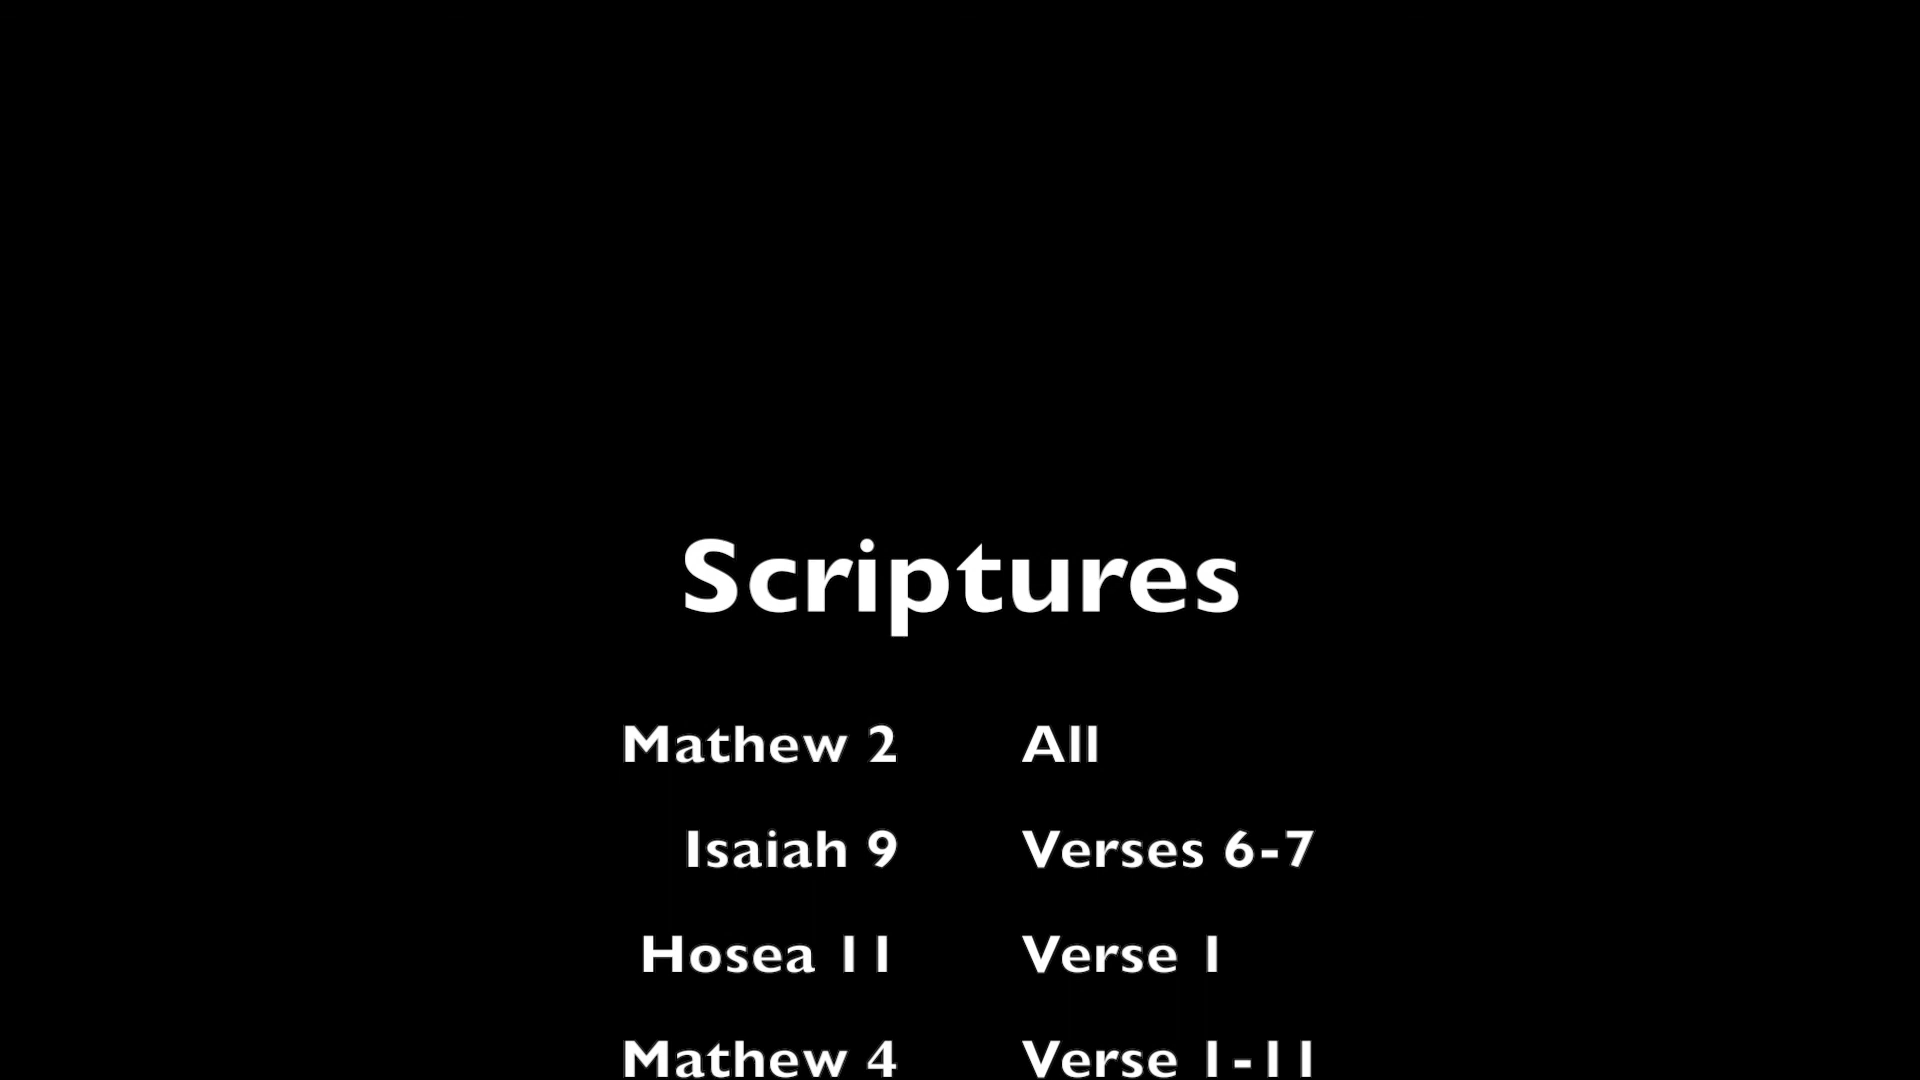 Scriptures
Mathew 2 All
Isaiah 9 Verses 6-7
Hosea 11 Verse 1
Mathew 4 Verse 1-11